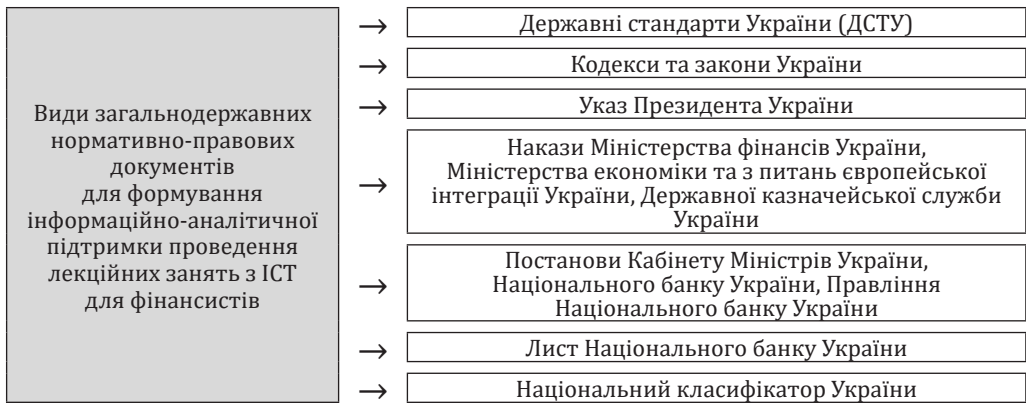 Види загальнодержавних
нормативно-правових
документів
для формування
інформаційно-аналітичної
підтримки проведення
лекційних занять з ІСТ
для фінансистів
→ Державні стандарти України (ДСТУ)
→ Кодекси та закони України
→ Указ Президента України
→ Накази Міністерства фінансів України,
Міністерства економіки та з питань європейської
інтеграції України, Державної казначейської служби
України
→ Постанови Кабінету Міністрів України,
Національного банку України, Правління
Національного банку України
→ Лист Національного банку України
→ Національний класифікатор України